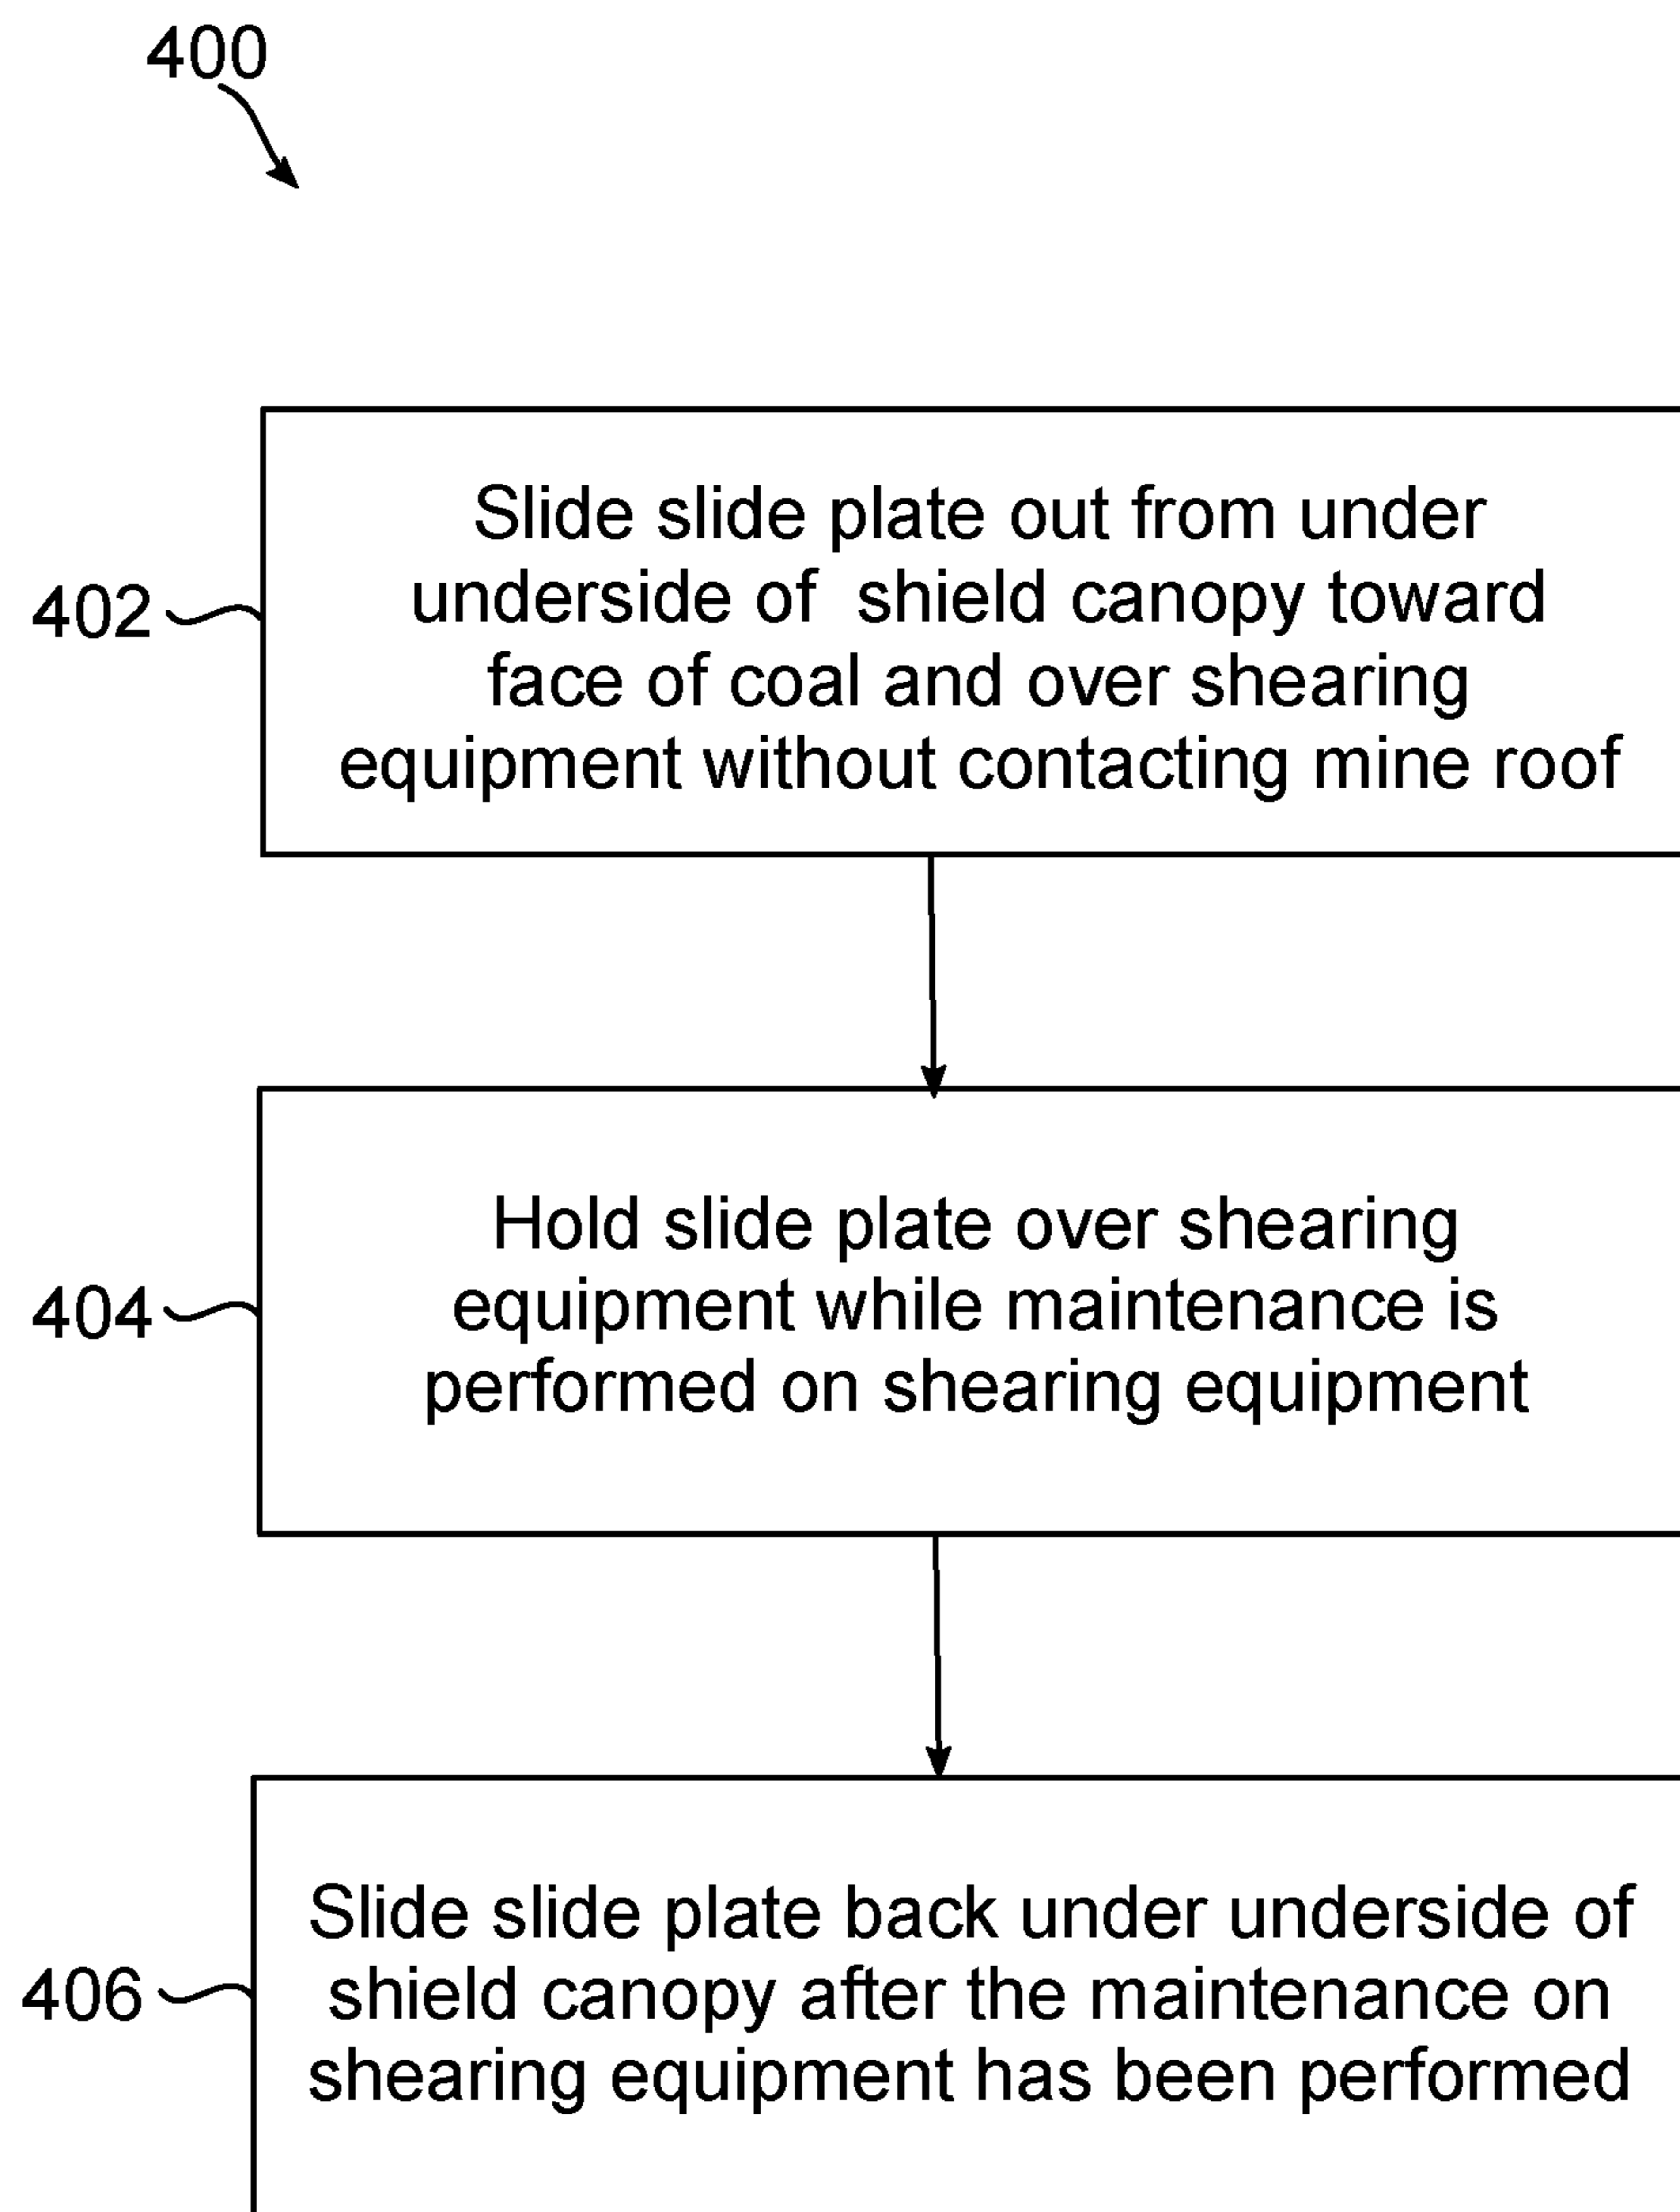 400
402
Slide slide plate out from under
underside of shield canopy toward
face of coal and over shearing
equipment without contacting mine roof
404
Hold slide plate over shearing
equipment while maintenance is
performed on shearing equipment
406
Slide slide plate back under underside of
shield canopy after the maintenance on
shearing equipment has been performed